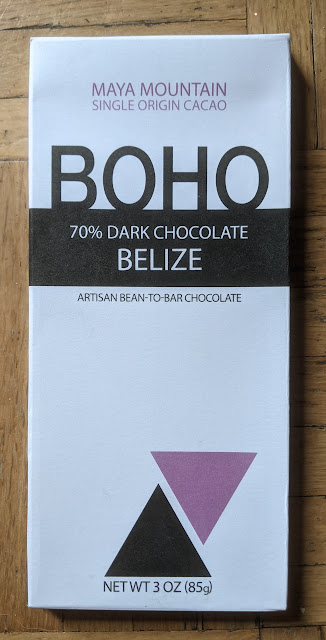 MAYA MOUNTAIN
SINGLE ORIGIN CACAO
BOHO
70% DARK CHOCOLATE
BELIZE
ARTISAN BEAN-TO-BAR CHOCOLATE
NET WT 3 OZ (85g)